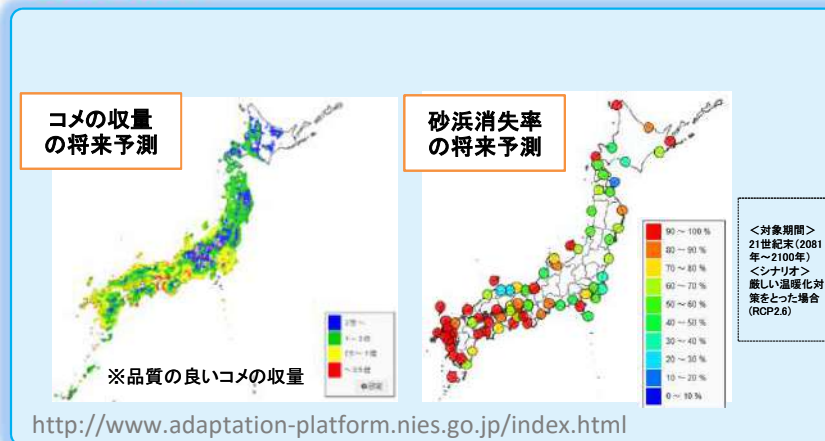 コメの収量
の将来予測
※品質の良いコメの収量
砂浜消失率
の将来予測
90 ~ 100 %
80 ~ 90 %
70 ~ 80 %
60 ~ 70 %
50 ~ 60 %
40 ~ 50 %
30 ~ 40 %
20 ~ 30 %
10 ~ 20 %
0 ~ 10 %
<対象期間>
21世紀末(2081
年~2100年)
<シナリオ>
厳しい温暖化対
策をとった場合
(RCP2.6)
http://www.adaptation-platform.nies.go.jp/index.html